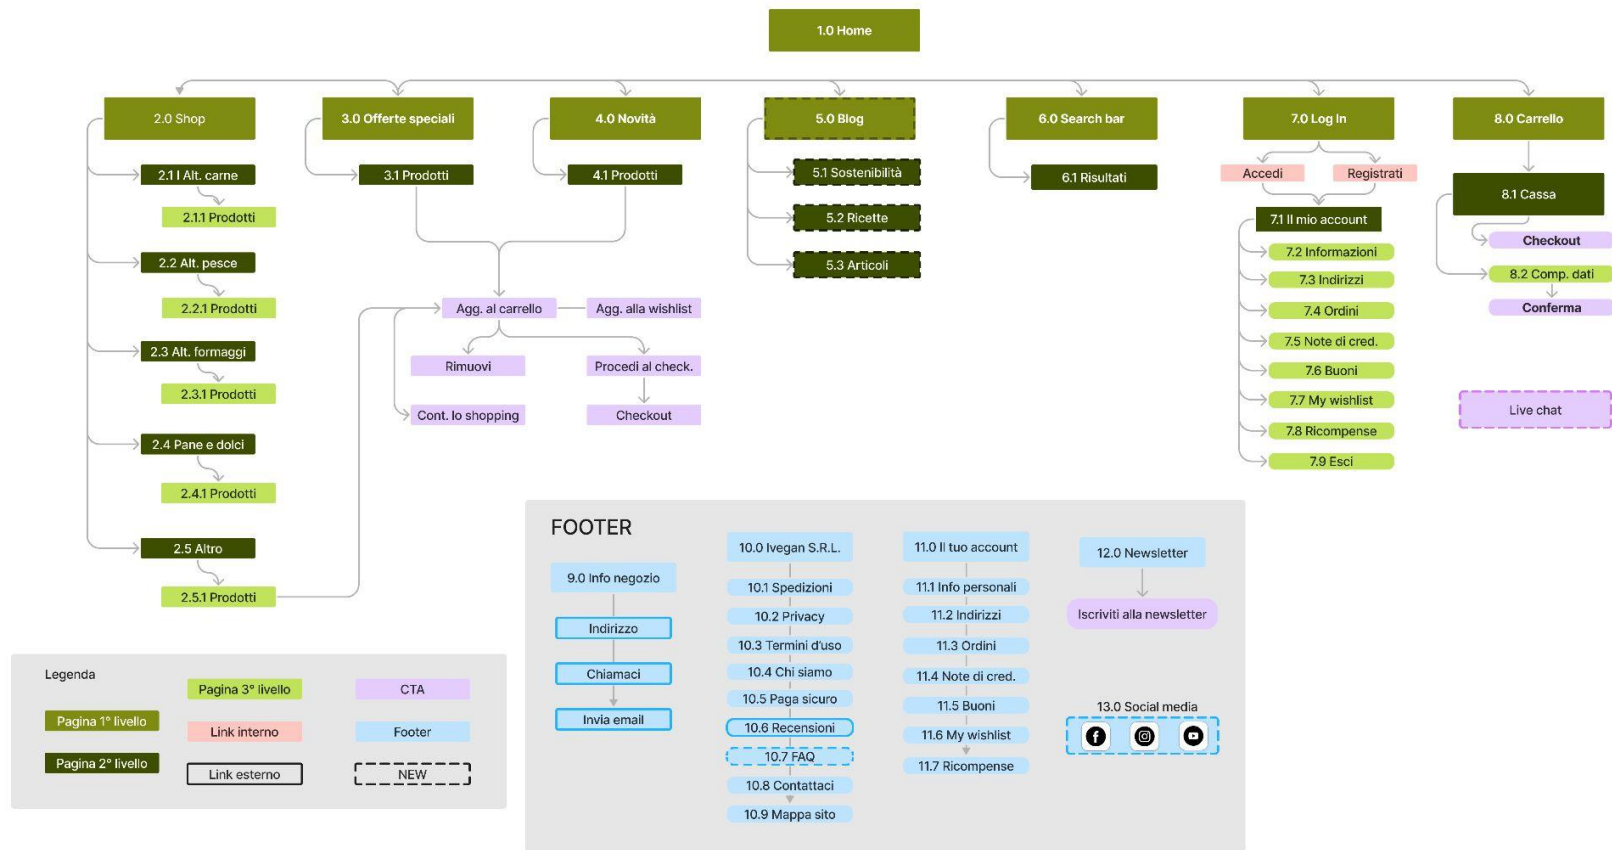 1.0 Home
2.0 Shop
3.0 Offerte speciali
4.0 Novità
5.0 Blog
6.0 Search bar
7.0 Log In
8.0 Carrello
2.1 I Alt. carne
2.1.1 Prodotti
2.2 Alt. pesce
2.2.1 Prodotti
2.3 Alt. formaggi
2.3.1 Prodotti
2.4 Pane e dolci
2.4.1 Prodotti
2.5 Altro
2.5.1 Prodotti
3.1 Prodotti
4.1 Prodotti
Agg. al carrello
Agg. alla wishlist
Rimuovi
Procedi al check.
Cont. lo shopping
Checkout
5.1 Sostenibilità
5.2 Ricette
5.3 Articoli
6.1 Risultati
Accedi
Registrati
7.1 Il mio account
7.2 Informazioni
7.3 Indirizzi
7.4 Ordini
7.5 Note di cred.
7.6 Buoni
7.7 My wishlist
7.8 Ricompense
7.9 Esci
8.1 Cassa
Checkout
8.2 Comp. dati
Conferma
Live chat
FOOTER
9.0 Info negozio
Indirizzo
Chiamaci
Invia email
10.0 Ivegan S.R.L.
10.1 Spedizioni
10.2 Privacy
10.3 Termini d'uso
10.4 Chi siamo
10.5 Paga sicuro
10.6 Recensioni
10.7 FAQ
10.8 Contattaci
10.9 Mappa sito
11.0 Il tuo account
11.1 Info personali
11.2 Indirizzi
11.3 Ordini
11.4 Note di cred.
11.5 Buoni
11.6 My wishlist
11.7 Ricompense
12.0 Newsletter
Iscriviti alla newsletter
13.0 Social media
Legenda
Pagina 1° livello
Pagina 2° livello
Pagina 3° livello
Link interno
Link esterno
CTA
Footer
NEW